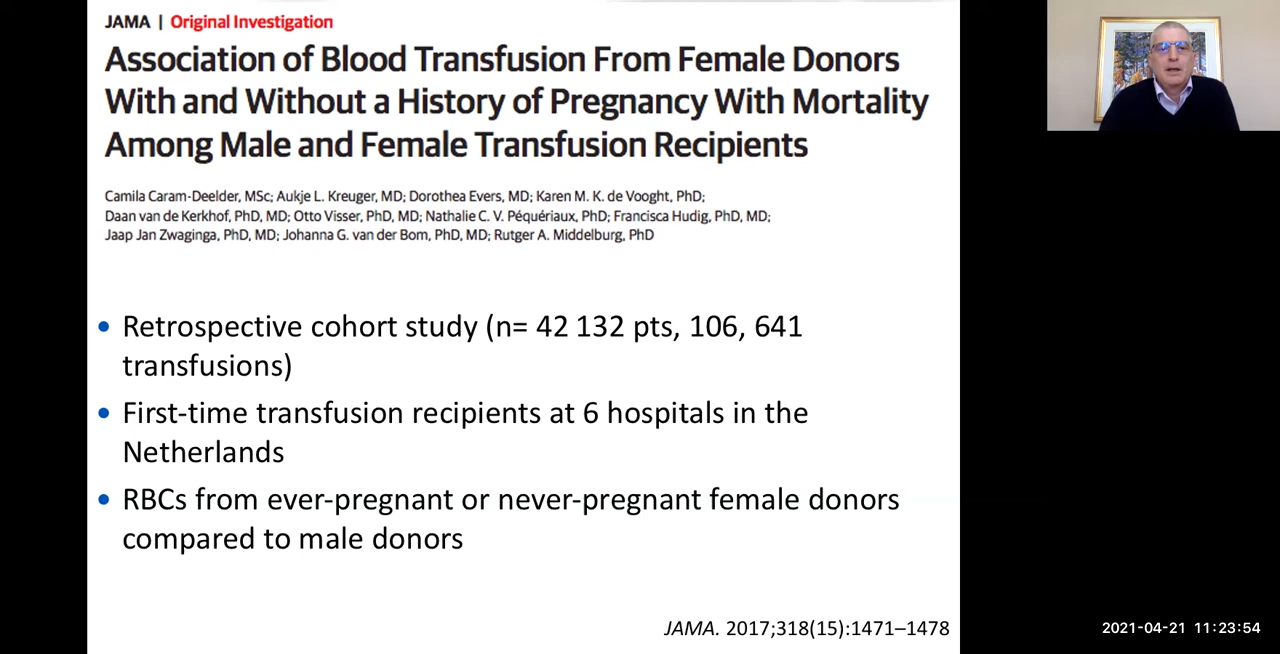 JAMA | Original Investigation
Association of Blood Transfusion From Female Donors
With and Without a History of Pregnancy With Mortality
Among Male and Female Transfusion Recipients
Camila Caram-Deelder, MSc; Aukje L. Kreuger, MD; Dorothea Evers, MD; Karen M. K. de Vooght, PhD;
Daan van de Kerkhof, PhD, MD; Otto Visser, PhD, MD; Nathalie C. V. Péquériaux, PhD; Francisca Hudig, PhD, MD;
Jaap Jan Zwaginga, PhD, MD; Johanna G. van der Bom, PhD, MD; Rutger A. Middelburg, PhD
• Retrospective cohort study (n= 42 132 pts, 106, 641
transfusions)
• First-time transfusion recipients at 6 hospitals in the
Netherlands
• RBCs from ever-pregnant or never-pregnant female donors
compared to male donors
JAMA. 2017;318(15):1471–1478
2021-04-21 11:23:54